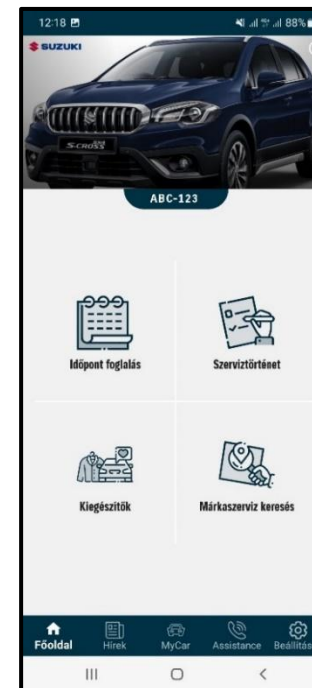 12:18 88%
SUZUKI
S-CROSS
ABC-123
Időpont foglalás
Szerviztörténet
Kiegészítők
Márkaszerviz keresés
Főoldal Hírek MyCar Assistance Beállítás